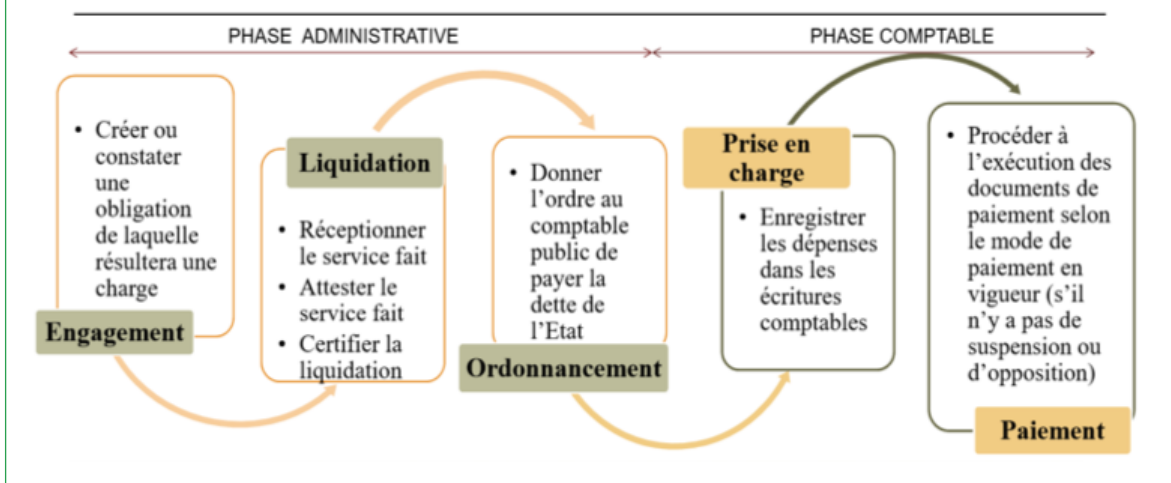 PHASE ADMINISTRATIVE
PHASE COMPTABLE
• Créer ou
constater
une
obligation
de laquelle
résultera une
charge
Engagement
Liquidation
• Réceptionner
le service fait
• Attester le
service fait
• Certifier la
liquidation
• Donner
l'ordre au
comptable
public de
payer la
dette de
l'Etat
Ordonnancement
Prise en
charge
• Enregistrer
les dépenses
dans les
écritures
comptables
• Procéder à
l'exécution des
documents de
paiement selon
le mode de
paiement en
vigueur (s'il
n'y a pas de
suspension ou
d'opposition)
Paiement